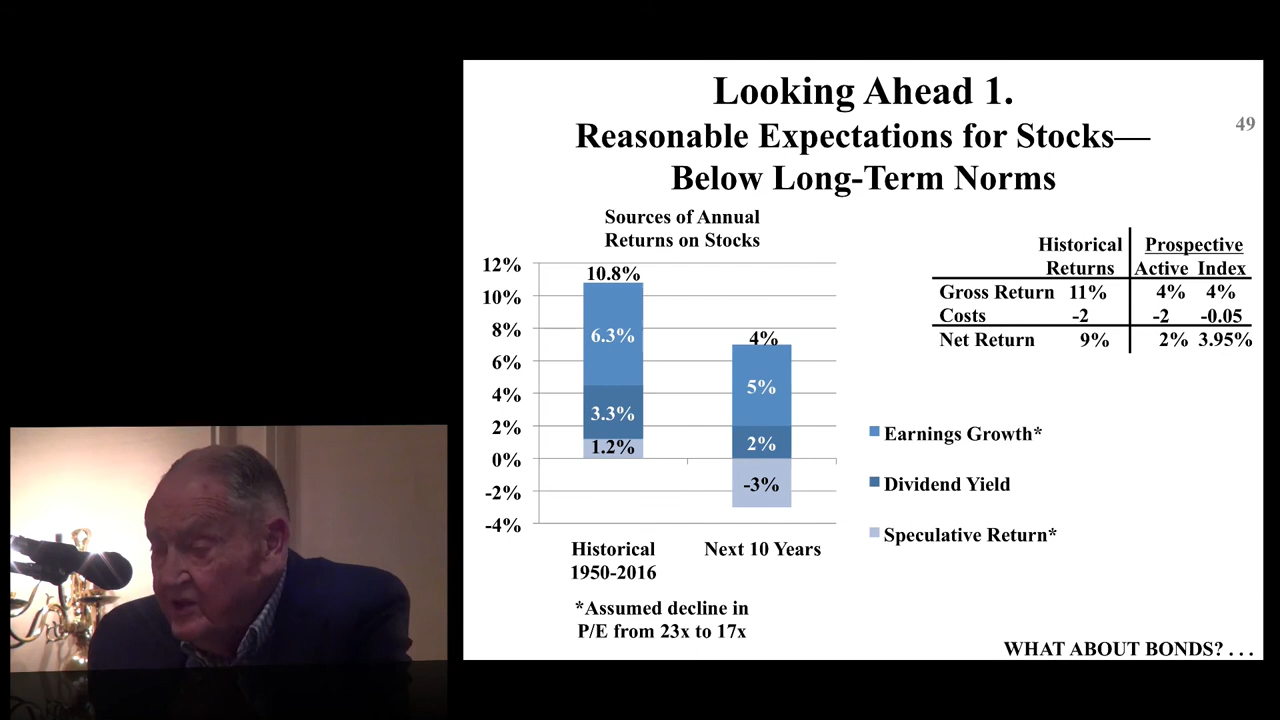 Looking Ahead 1.
49
Reasonable Expectations for Stocks—
Below Long-Term Norms
Sources of Annual
Returns on Stocks
12%
10%
8%
6%
4%
2%
0%
-2%
-4%
10.8%
6.3%
3.3%
1.2%
4%
5%
2%
-3%
Historical
1950-2016
Next 10 Years
*Assumed decline in
P/E from 23x to 17x
Historical Prospective
Returns Active Index
Gross Return 11% 4% 4%
Costs -2 -2 -0.05
Net Return 9% 2% 3.95%
Earnings Growth*
Dividend Yield
Speculative Return*
WHAT ABOUT BONDS? . . .